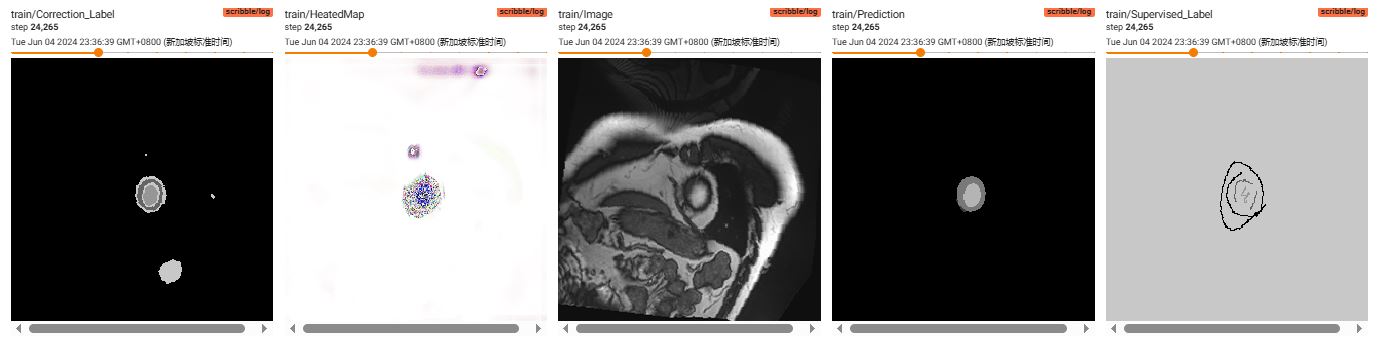 train/Correction_Label
scribble/log
step 24,265
Tue Jun 04 2024 23:36:39 GMT+0800 (新加坡标准时间)
train/HeatedMap
scribble/log
step 24,265
Tue Jun 04 2024 23:36:39 GMT+0800 (新加坡标准时间)
train/Image
scribble/log
step 24,265
Tue Jun 04 2024 23:36:39 GMT+0800 (新加坡标准时间)
train/Prediction
scribble/log
step 24,265
Tue Jun 04 2024 23:36:39 GMT+0800 (新加坡标准时间)
train/Supervised_Label
scribble/log
step 24,265
Tue Jun 04 2024 23:36:39 GMT+0800 (新加坡标准时间)